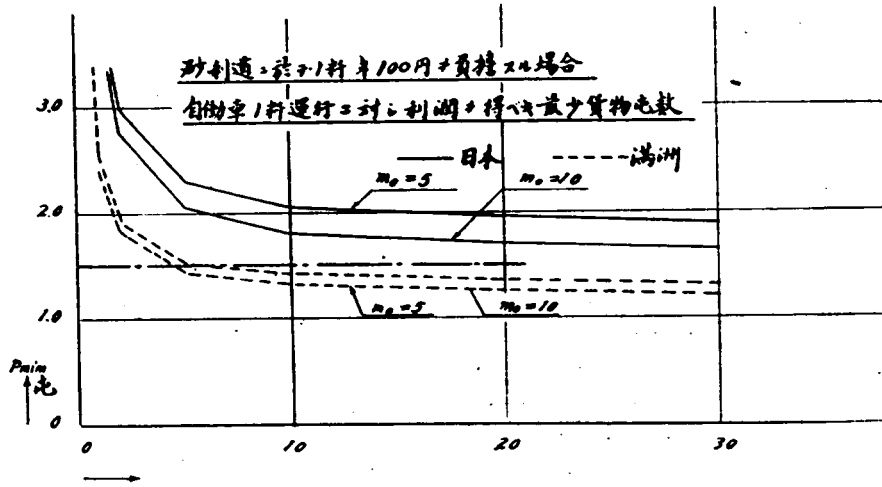 砂利道ニ於テ1粁年100円ヲ負担スル場合
自働車1粁運行ニ対シ利潤ヲ得ベキ最少貨物屯数
3.0
日本 満洲
m₀=5 m₀=10
2.0
m₀=5 m₀=10
1.0
Pmin
屯
0
0 10 20 30